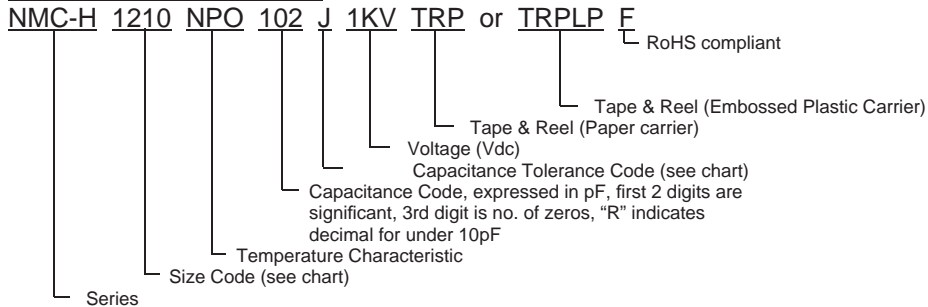 NMC-H 1210 NPO 102 J 1KV TRP or TRPLP F
RoHS compliant
Tape & Reel (Embossed Plastic Carrier)
Tape & Reel (Paper carrier)
Voltage (Vdc)
Capacitance Tolerance Code (see chart)
Capacitance Code, expressed in pF, first 2 digits are
significant, 3rd digit is no. of zeros, “R” indicates
decimal for under 10pF
Temperature Characteristic
Size Code (see chart)
Series